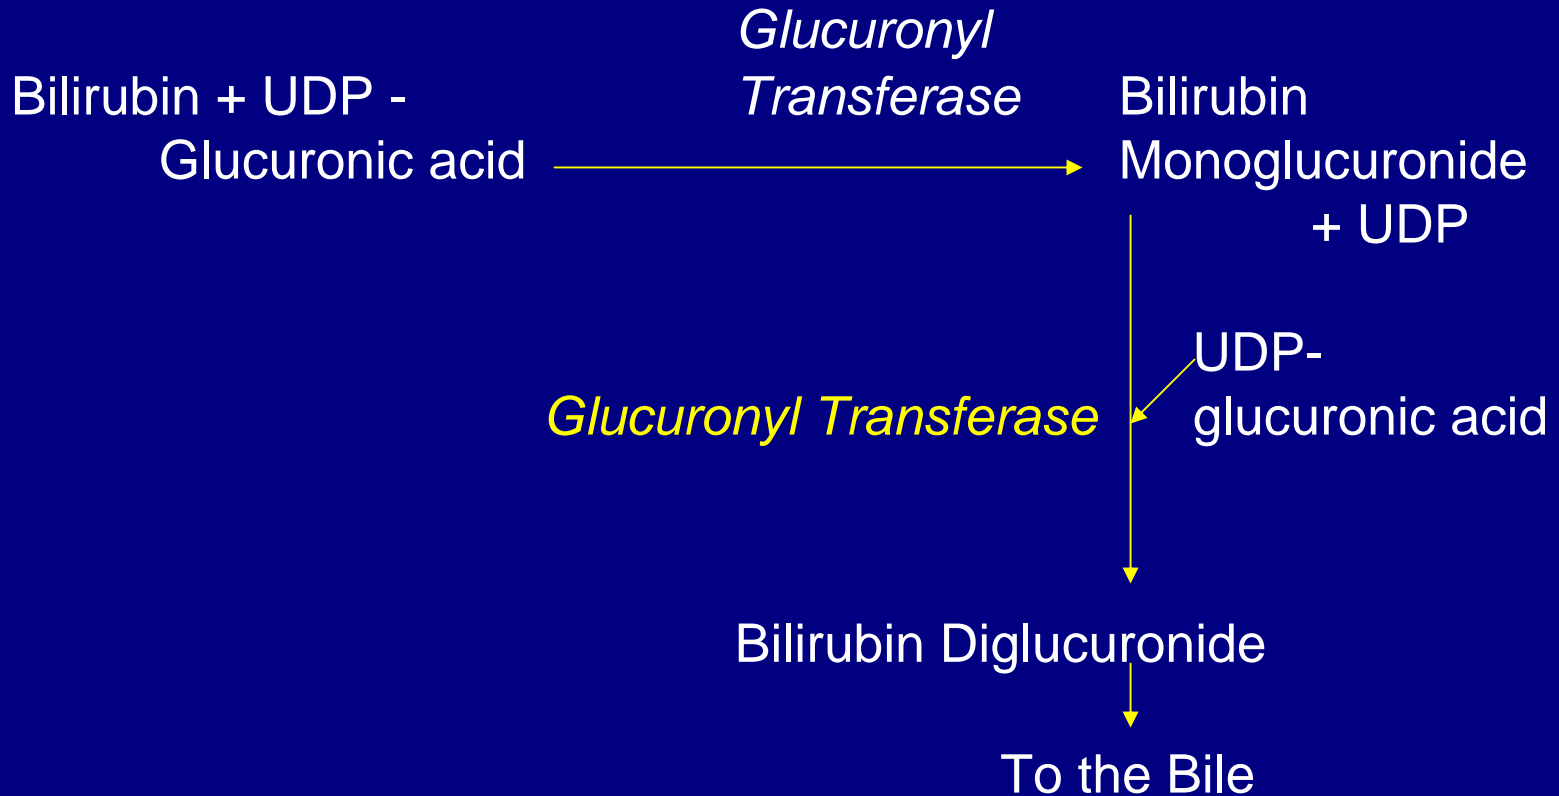 Glucuronyl
Transferase
Bilirubin + UDP -
Glucuronic acid
Bilirubin
Monoglucuronide
+ UDP
UDP-
glucuronic acid
Glucuronyl Transferase
Bilirubin Diglucuronide
To the Bile